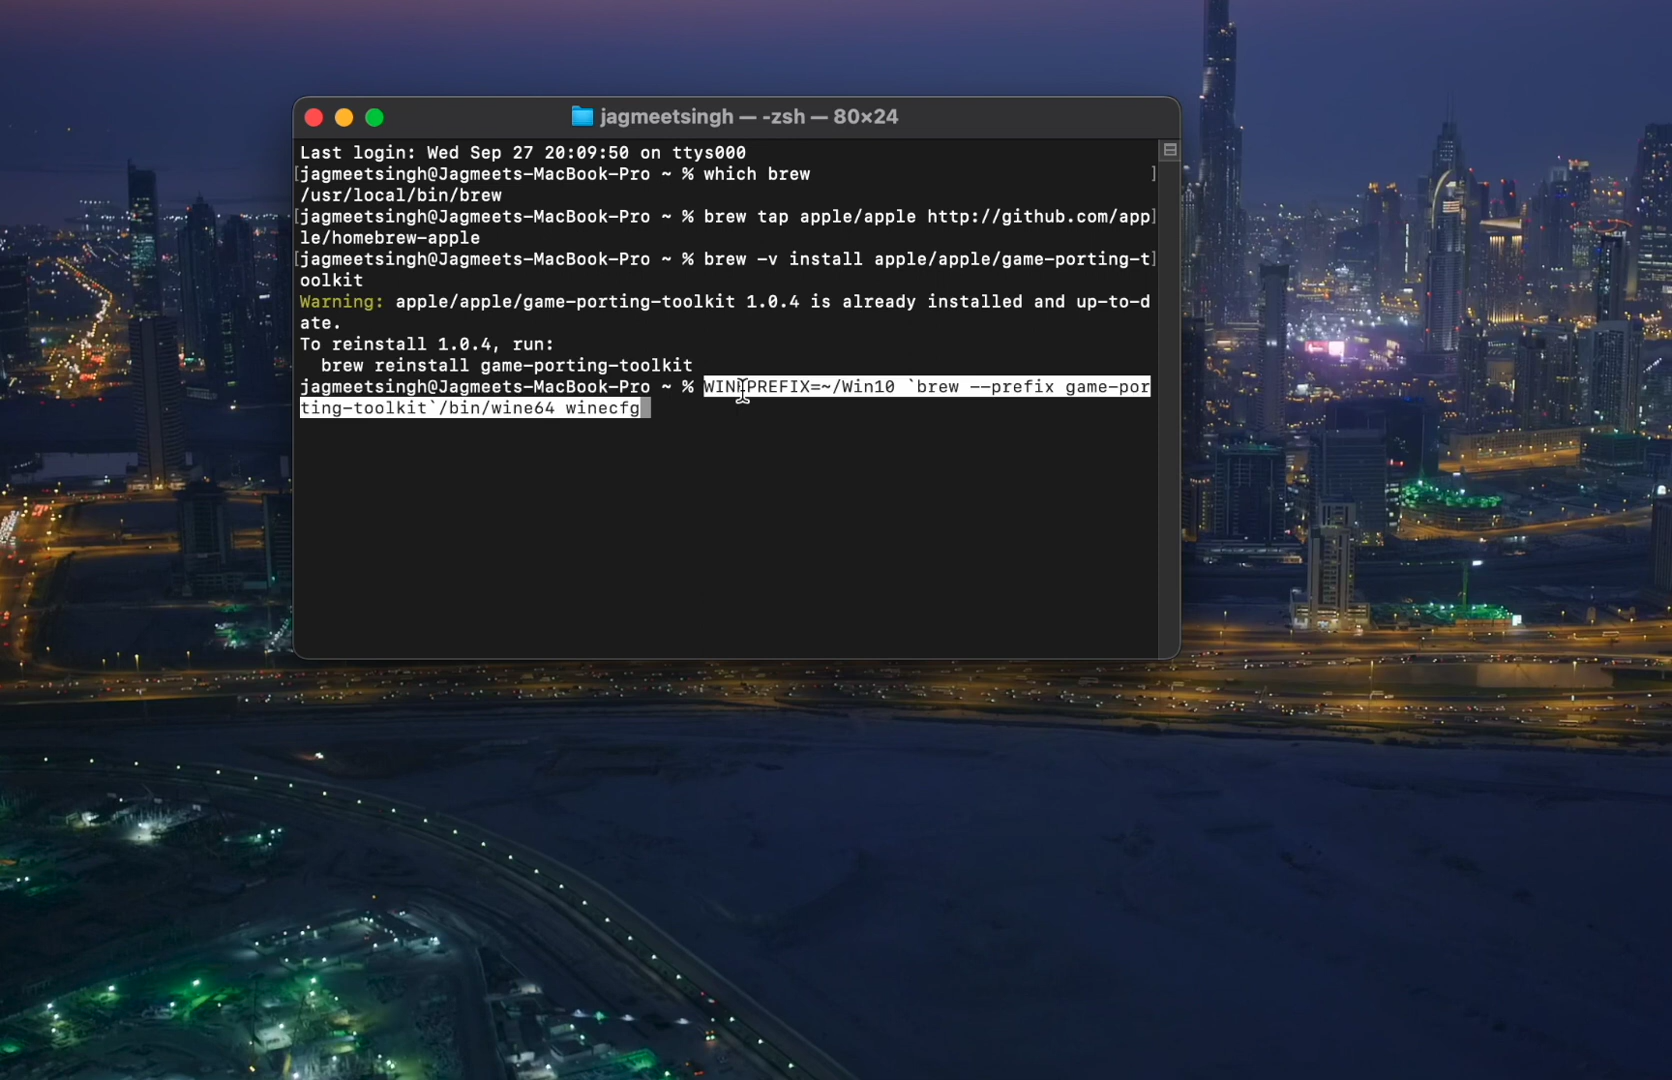 jagmeetsingh — -zsh — 80×24
Last login: Wed Sep 27 20:09:50 on ttys000
[jagmeetsingh@Jagmeets-MacBook-Pro ~ % which brew ]
/usr/local/bin/brew
[jagmeetsingh@Jagmeets-MacBook-Pro ~ % brew tap apple/apple http://github.com/app]
le/homebrew-apple
[jagmeetsingh@Jagmeets-MacBook-Pro ~ % brew -v install apple/apple/game-porting-t]
oolkit
Warning: apple/apple/game-porting-toolkit 1.0.4 is already installed and up-to-d
ate.
To reinstall 1.0.4, run:
  brew reinstall game-porting-toolkit
jagmeetsingh@Jagmeets-MacBook-Pro ~ % WINEPREFIX=~/Win10 `brew --prefix game-por
ting-toolkit`/bin/wine64 winecfg